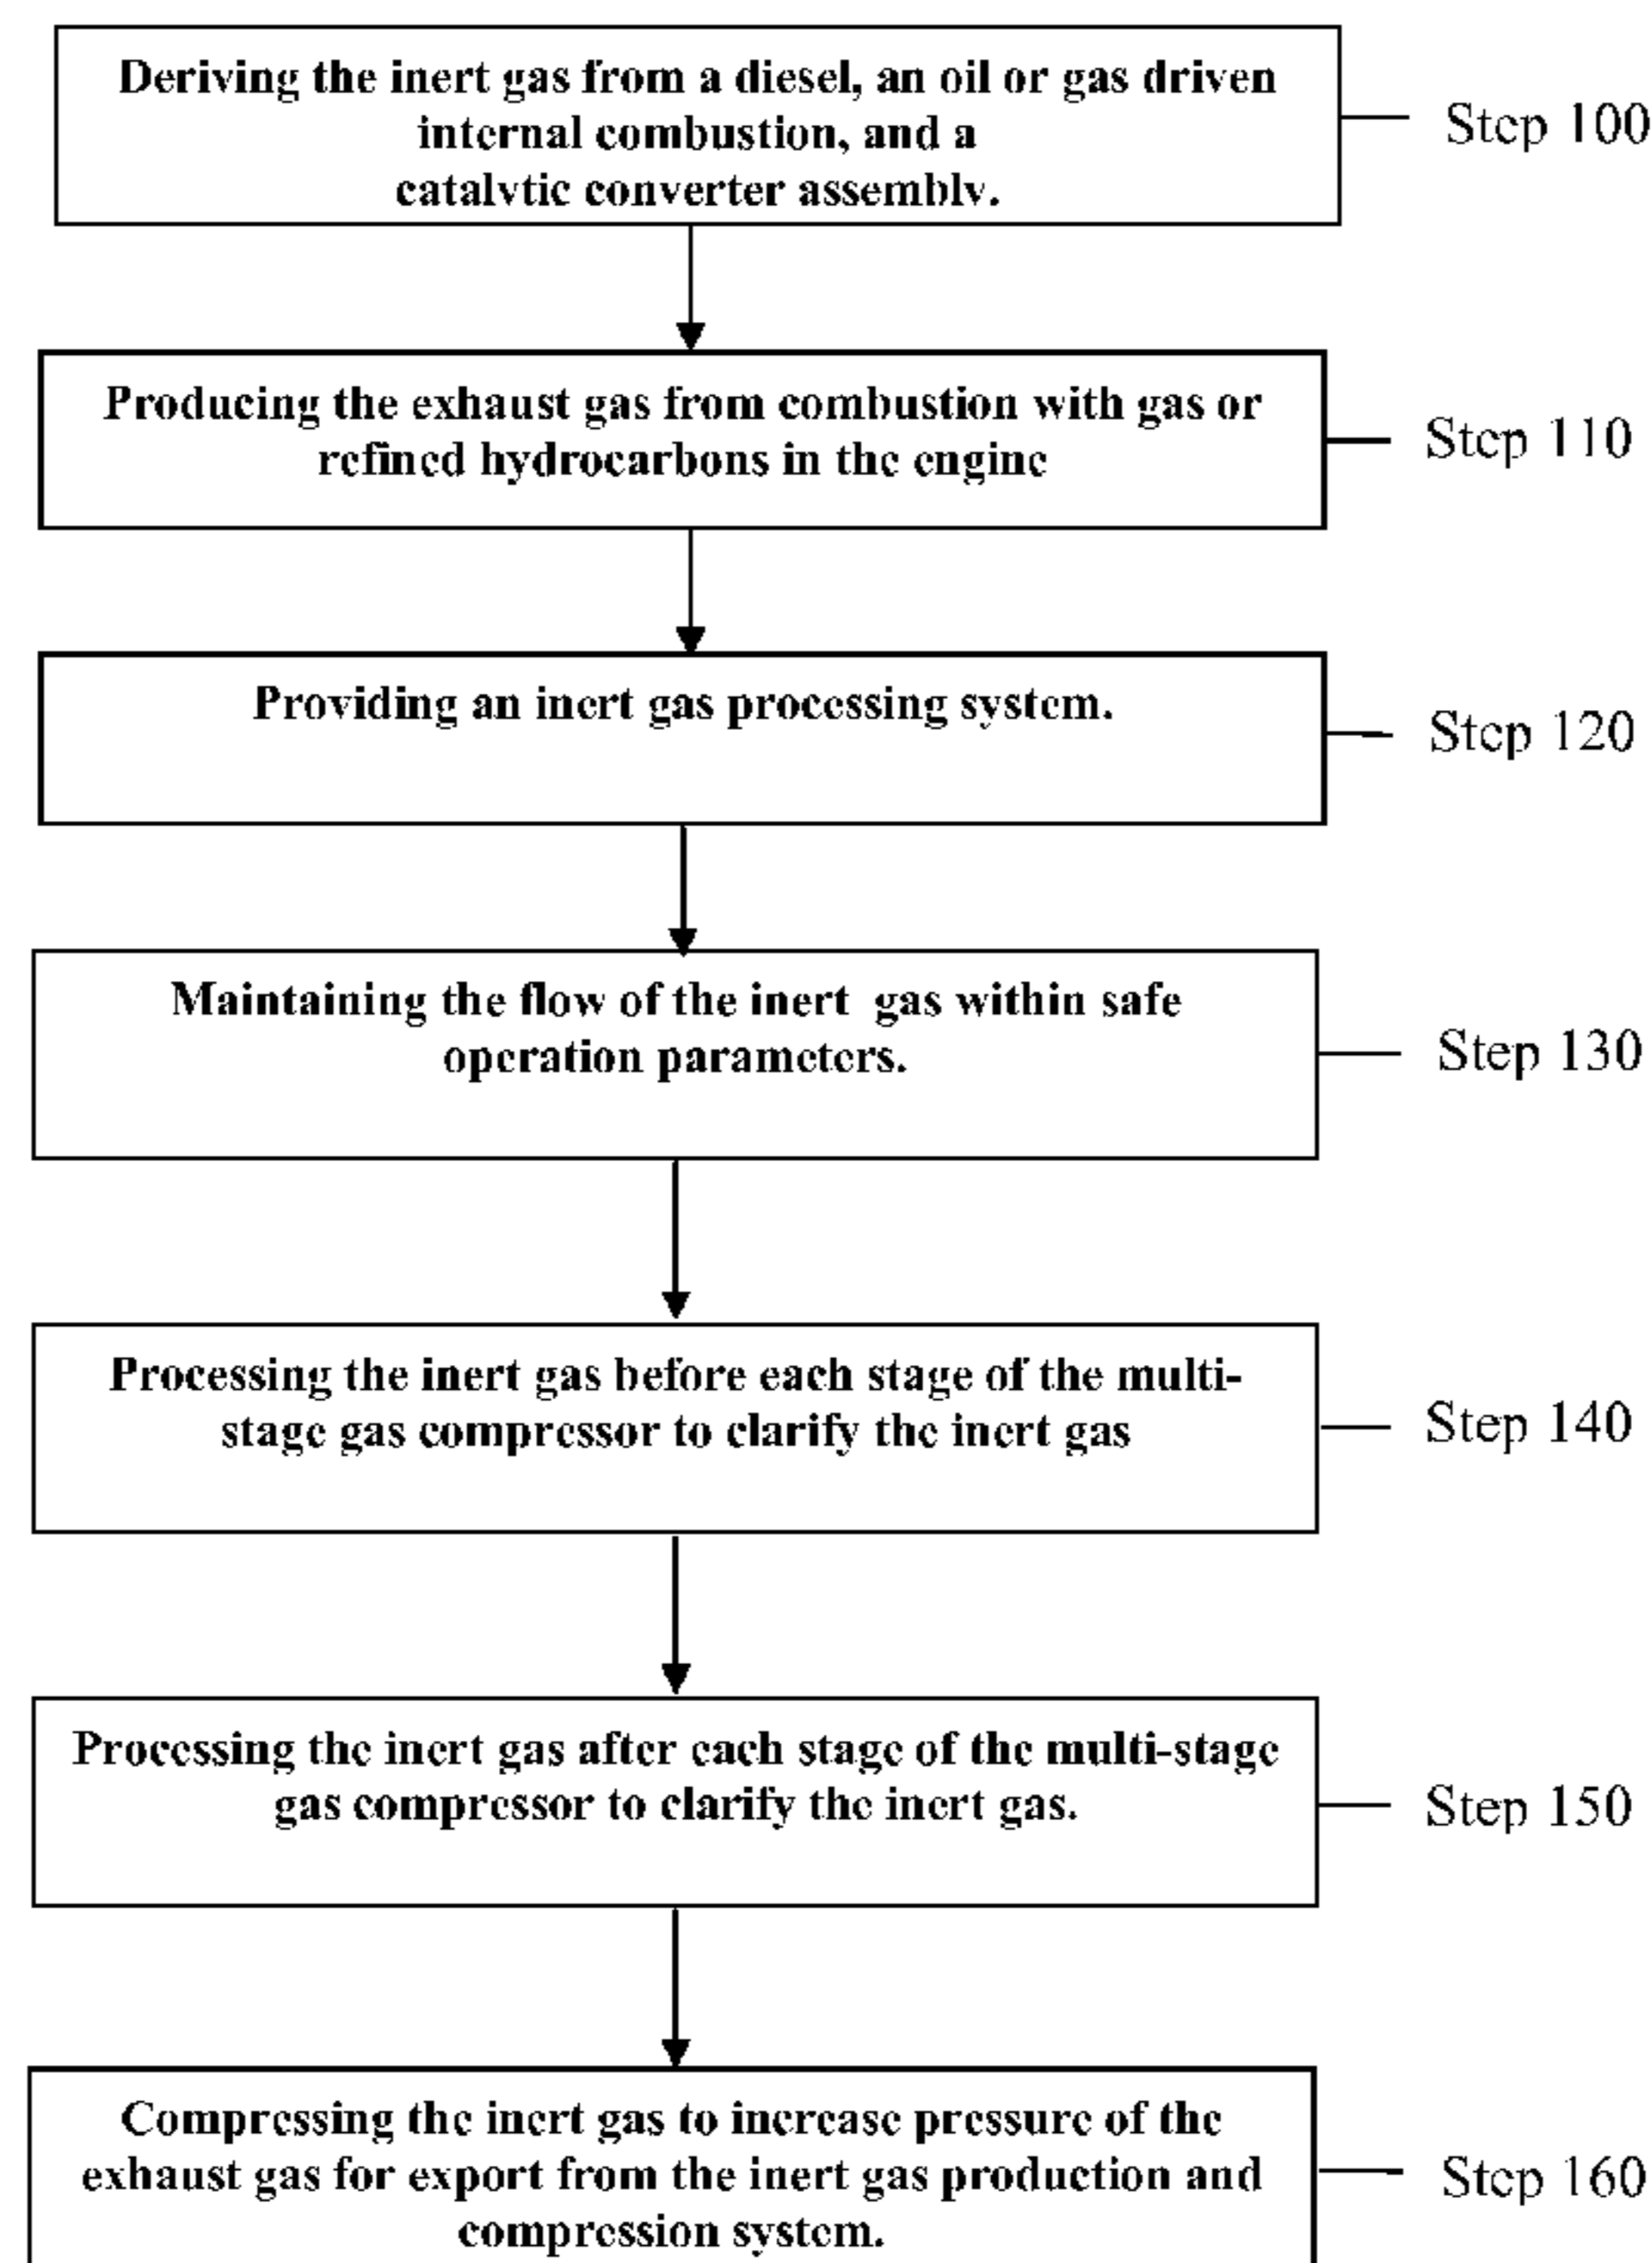 Deriving the inert gas from a diesel, an oil or gas driven
internal combustion, and a
catalytic converter assembly.
Step 100
Producing the exhaust gas from combustion with gas or
refined hydrocarbons in the engine
Step 110
Providing an inert gas processing system.
Step 120
Maintaining the flow of the inert gas within safe
operation parameters.
Step 130
Processing the inert gas before each stage of the multi-
stage gas compressor to clarify the inert gas
Step 140
Processing the inert gas after each stage of the multi-stage
gas compressor to clarify the inert gas.
Step 150
Compressing the inert gas to increase pressure of the
exhaust gas for export from the inert gas production and
compression system.
Step 160